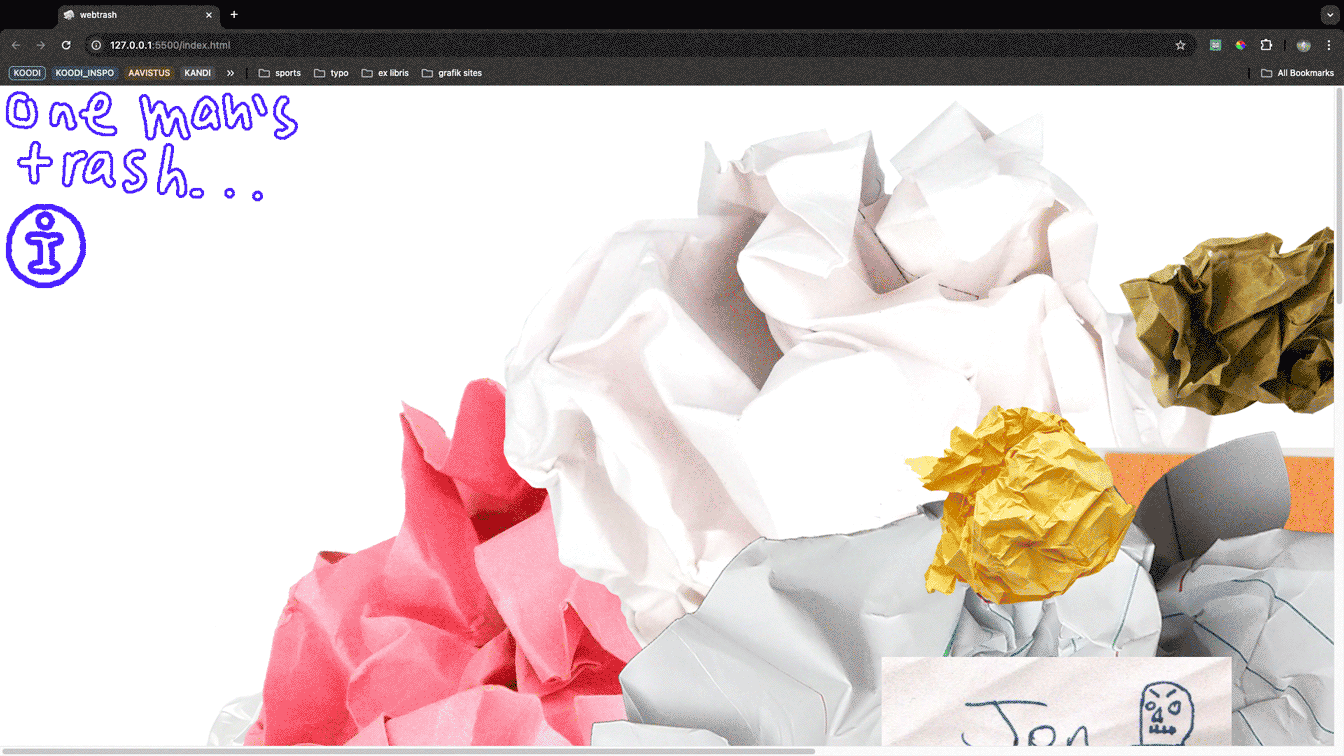 webtrash
127.0.0.1:5500/index.html
KOODI KOODI_INSPO AAVISTUS KANDI » sports typo ex libris grafik sites All Bookmarks
one man's
trash...
i
Jon